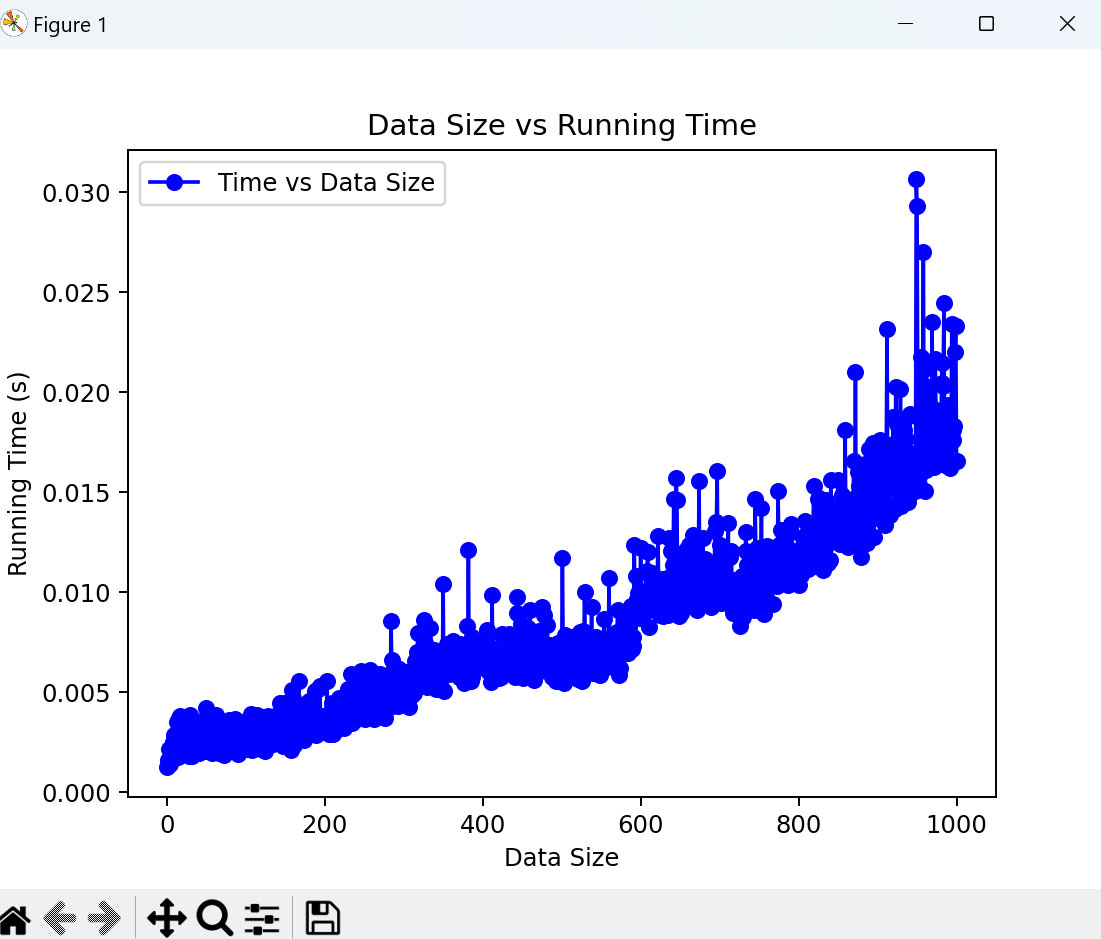 Figure 1
Data Size vs Running Time
Time vs Data Size
0.030
0.025
0.020
0.015
0.010
0.005
0.000
Running Time (s)
0 200 400 600 800 1000
Data Size